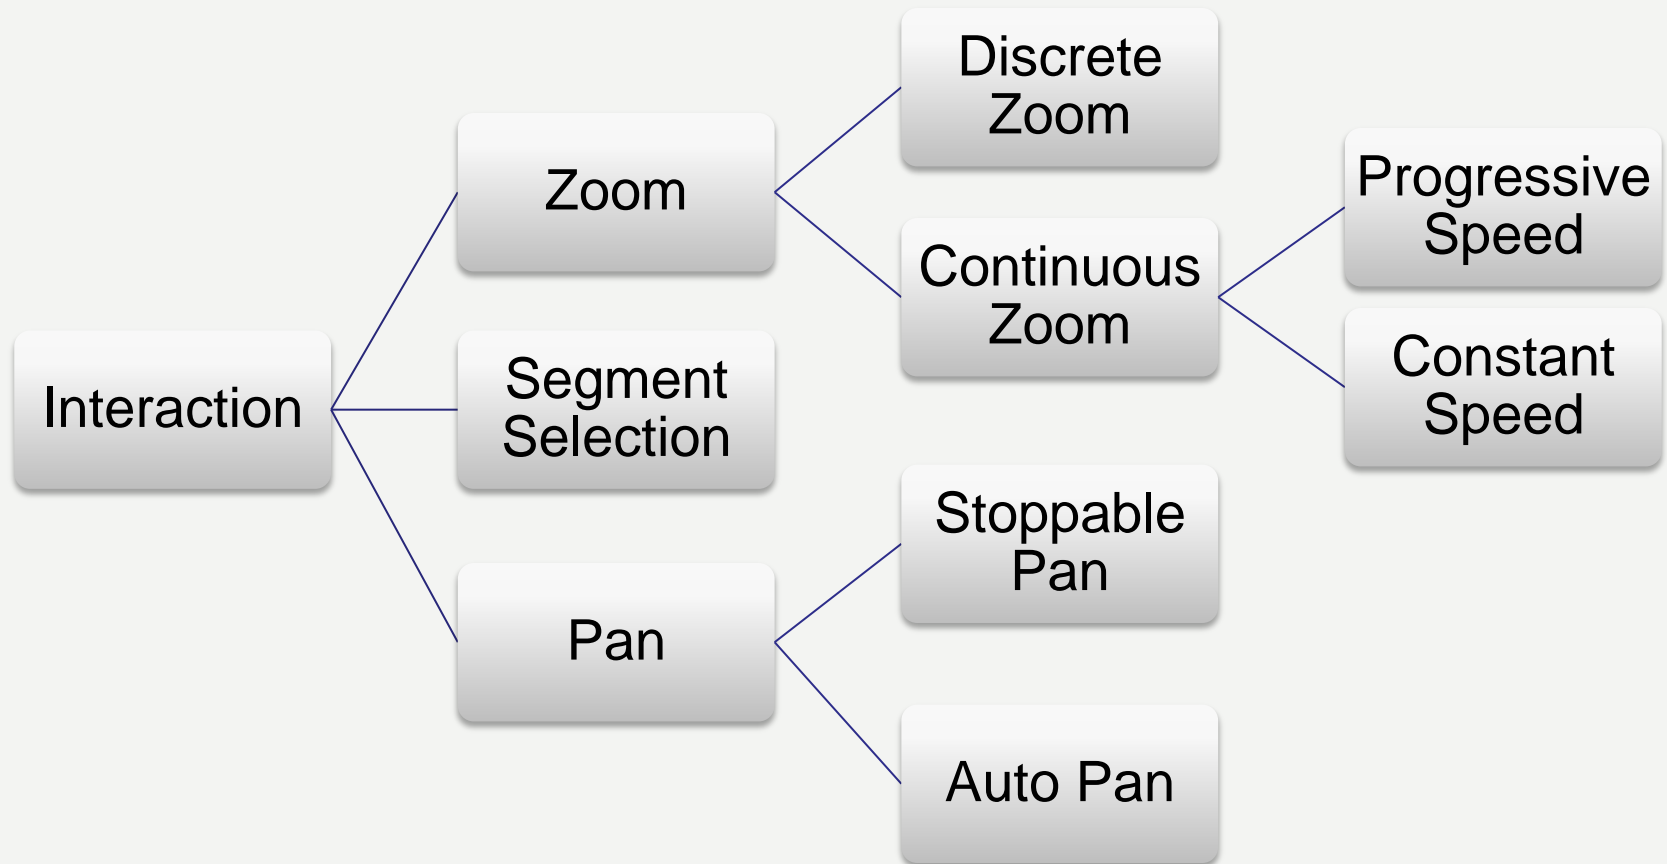 Interaction
Zoom
Segment
Selection
Pan
Discrete
Zoom
Continuous
Zoom
Stoppable
Pan
Auto Pan
Progressive
Speed
Constant
Speed